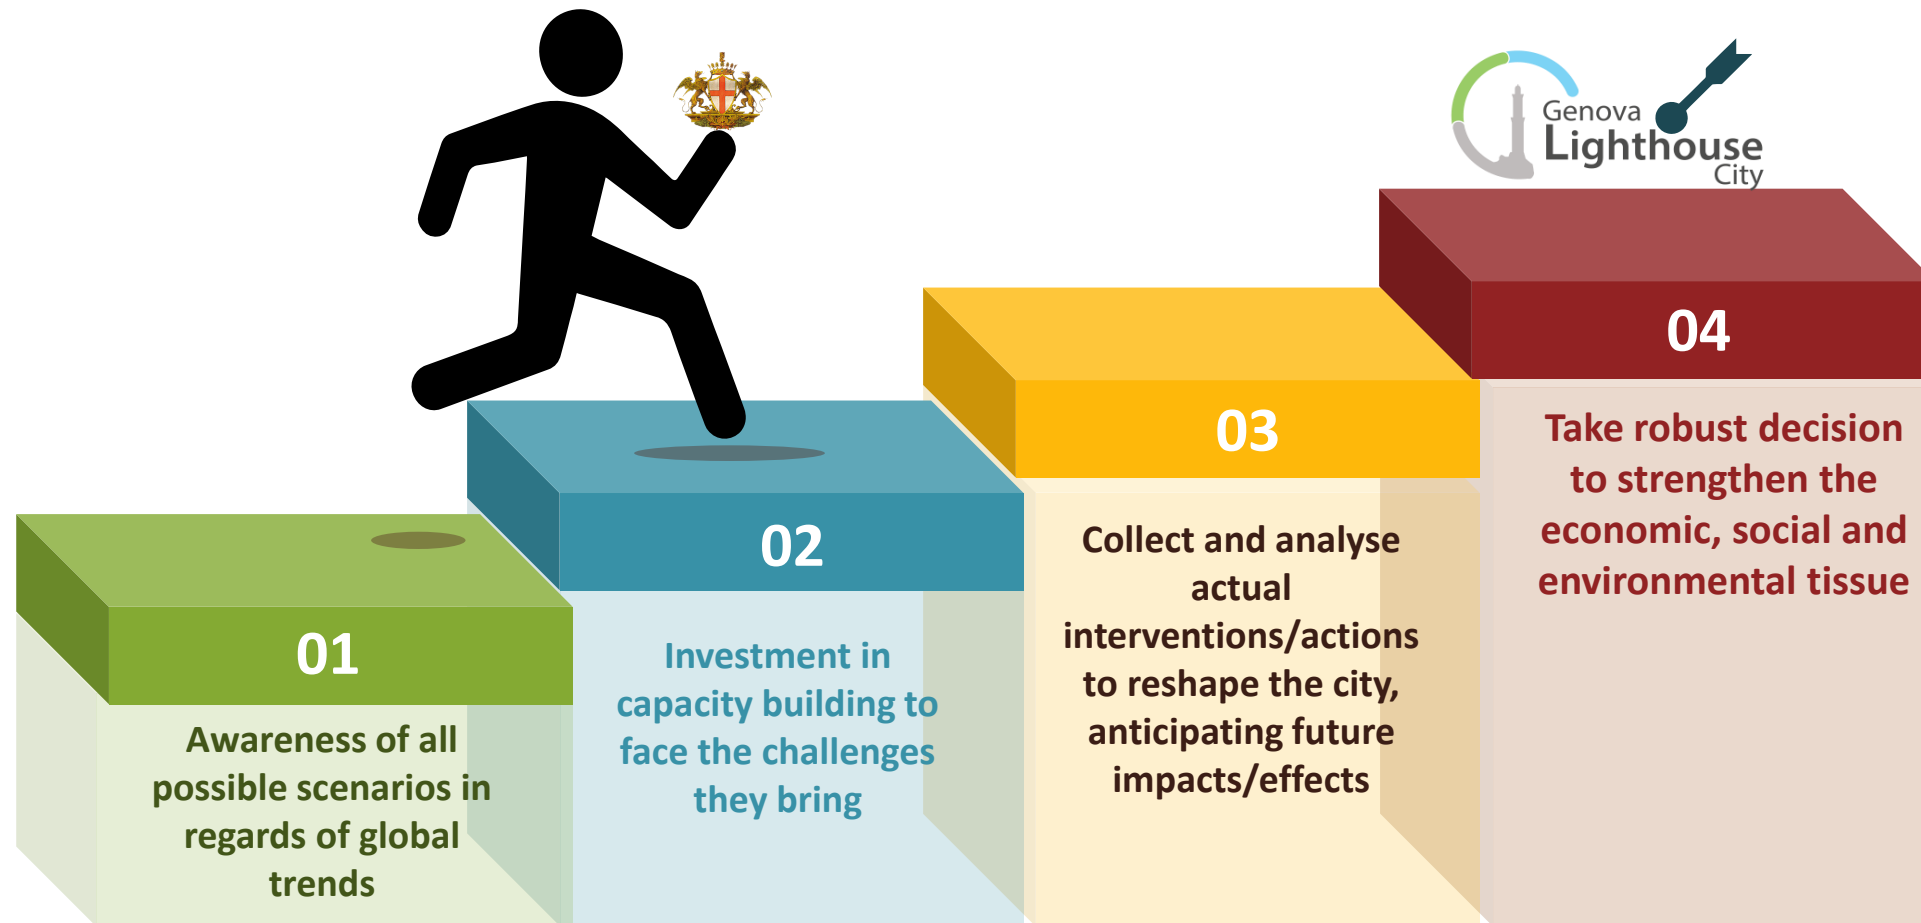 Genova
Lighthouse
City
01
Awareness of all
possible scenarios in
regards of global
trends
02
Investment in
capacity building to
face the challenges
they bring
03
Collect and analyse
actual
interventions/actions
to reshape the city,
anticipating future
impacts/effects
04
Take robust decision
to strengthen the
economic, social and
environmental tissue